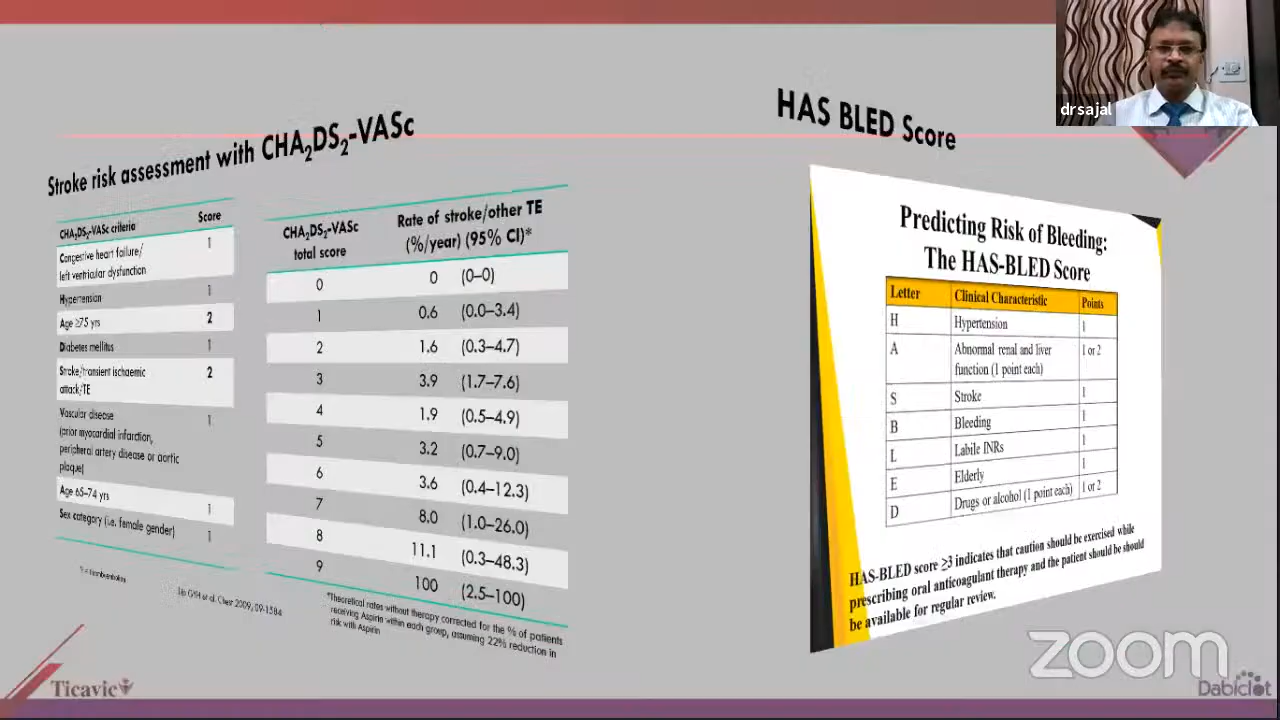 drsajal
Stroke risk assessment with CHA2DS2-VASc
CHA2DS2-VASc criteria Score
Congestive heart failure/ 1
left ventricular dysfunction
Hypertension 1
Age ≥75 yrs 2
Diabetes mellitus 1
Stroke/transient ischaemic 2
attack/TE
Vascular disease 1
(prior myocardial infarction,
peripheral artery disease or aortic
plaque)
Age 65–74 yrs 1
Sex category (i.e. female gender) 1
Lip GYH et al. Chest 2009, 09-1584
CHA2DS2-VASc Rate of stroke/other TE
total score (%/year) (95% CI)*
0 0 (0–0)
1 0.6 (0.0–3.4)
2 1.6 (0.3–4.7)
3 3.9 (1.7–7.6)
4 1.9 (0.5–4.9)
5 3.2 (0.7–9.0)
6 3.6 (0.4–12.3)
7 8.0 (1.0–26.0)
8 11.1 (0.3–48.3)
9 100 (2.5–100)
*Theoretical rates without therapy corrected for the % of patients
receiving Aspirin within each group, assuming 22% reduction in
risk with Aspirin
HAS BLED Score
Predicting Risk of Bleeding:
The HAS-BLED Score
Letter Clinical Characteristic Points
H Hypertension 1
A Abnormal renal and liver 1 or 2
function (1 point each)
S Stroke 1
B Bleeding 1
L Labile INRs 1
E Elderly 1
D Drugs or alcohol (1 point each) 1 or 2
HAS-BLED score ≥3 indicates that caution should be exercised while
prescribing oral anticoagulant therapy and the patient should be should
be available for regular review.
zoom
Ticavic
Dabiclot